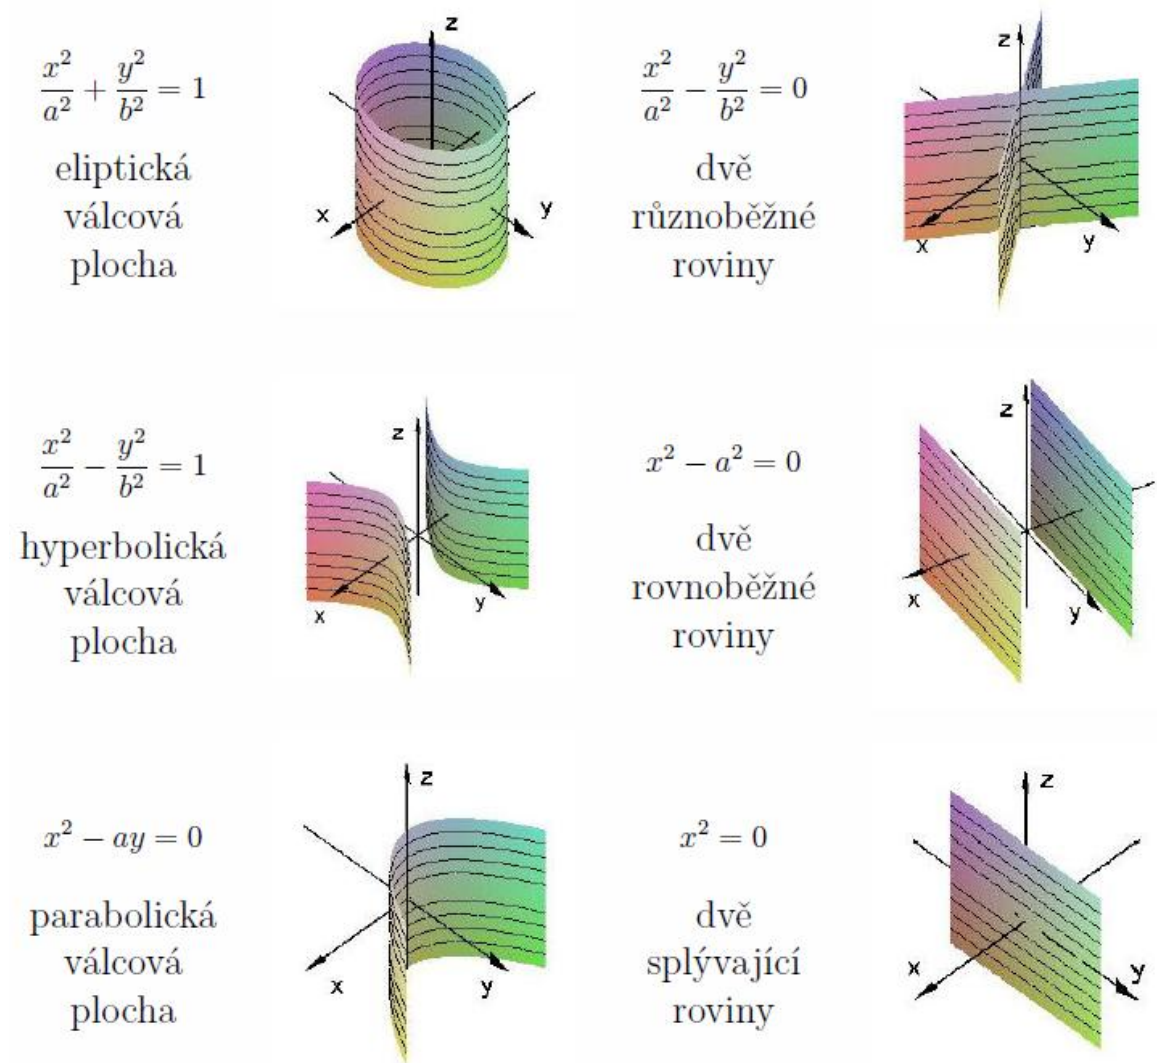 x²/a² + y²/b² = 1
eliptická
válcová
plocha
z
x
y
x²/a² − y²/b² = 0
dvě
různoběžné
roviny
z
x
y
x²/a² − y²/b² = 1
hyperbolická
válcová
plocha
z
x
y
x² − a² = 0
dvě
rovnoběžné
roviny
z
x
y
x² − ay = 0
parabolická
válcová
plocha
z
x
y
x² = 0
dvě
splývající
roviny
z
x
y